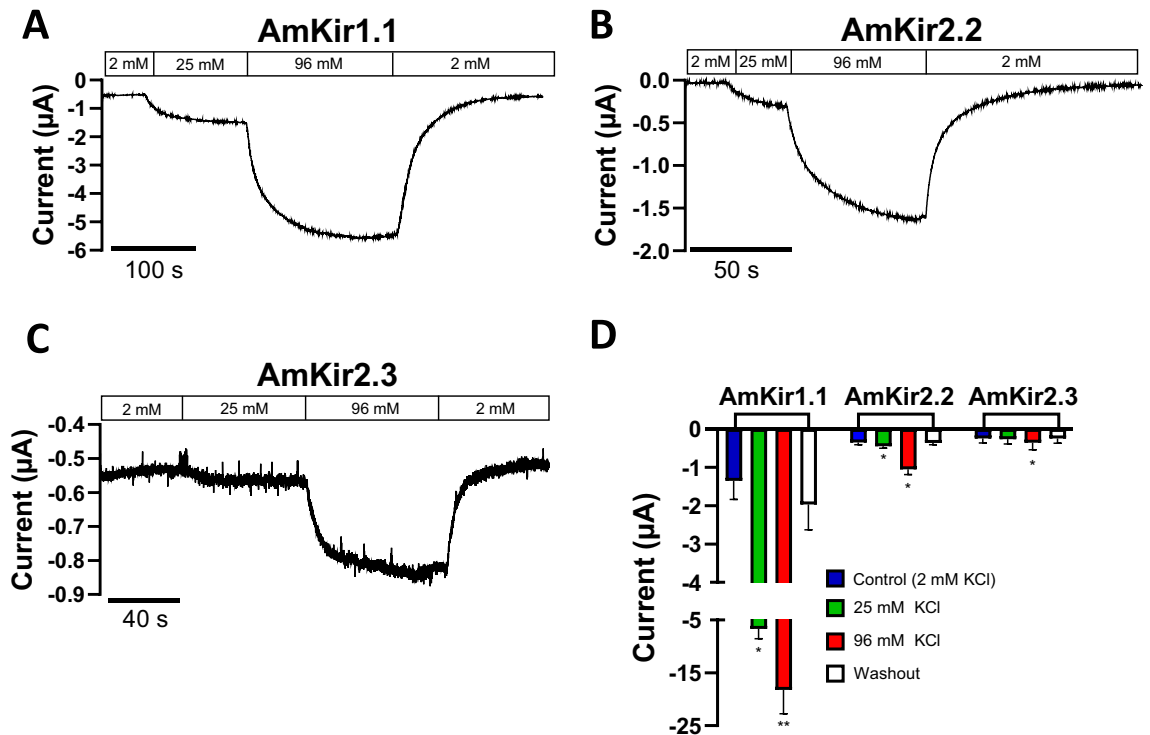 A
AmKir1.1
2 mM 25 mM 96 mM 2 mM
0
-1
-2
-3
-4
-5
-6
Current (µA)
100 s
B
AmKir2.2
2 mM 25 mM 96 mM 2 mM
0.0
-0.5
-1.0
-1.5
-2.0
Current (µA)
50 s
C
AmKir2.3
2 mM 25 mM 96 mM 2 mM
-0.4
-0.5
-0.6
-0.7
-0.8
-0.9
Current (µA)
40 s
D
AmKir1.1 AmKir2.2 AmKir2.3
0
-1
-2
-3
-4
-5
-15
-25
Current (µA)
* ** * * *
Control (2 mM KCl)
25 mM KCl
96 mM KCl
Washout